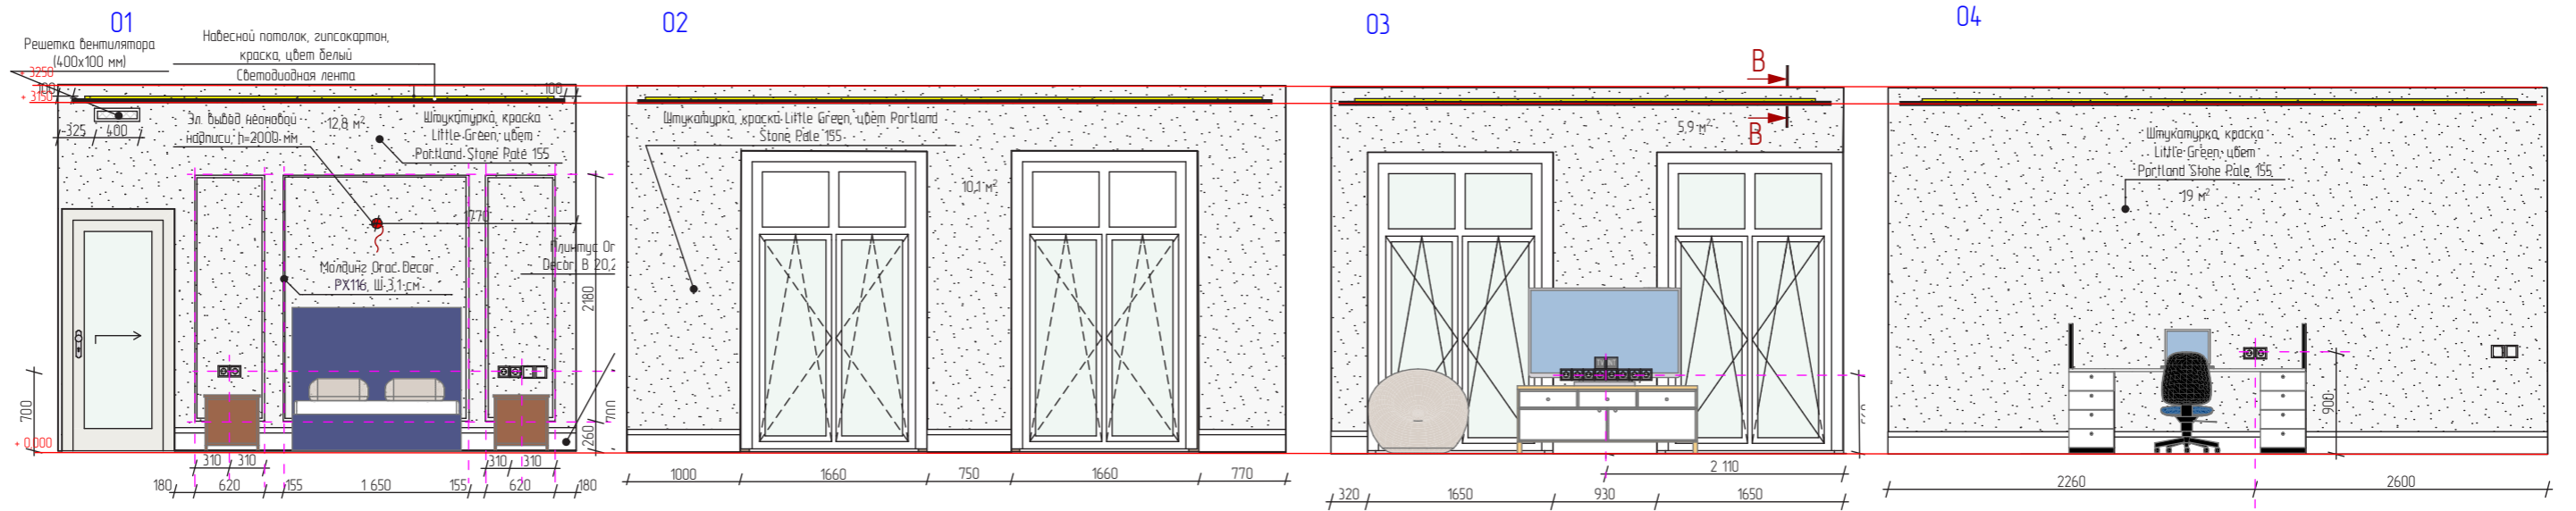 01
02
03
04
Решетка вентилятора
(400х100 мм)
Навесной потолок, гипсокартон,
краска, цвет белый
Светодиодная лента
+ 3250
+ 3150
100
100
325
400
Эл. вывод неоновой
надписи, h=2000 мм
12,8 м²
Штукатурка, краска
Little Green, цвет
Portland Stone Pale 155
1770
Плинтус Or
Decor B 20,2
Молдинг Orac Decor
PX116, Ш-3,1 см
2180
700
700
260
+ 0,000
310
310
310
310
180
620
155
1 650
155
620
180
Штукатурка, краска Little Green, цвет Portland
Stone Pale 155
10,1 м²
1000
1660
750
1660
770
B
B
5,9 м²
2 110
320
1650
930
1650
Штукатурка, краска
Little Green, цвет
Portland Stone Pale 155
19 м²
900
2260
2600